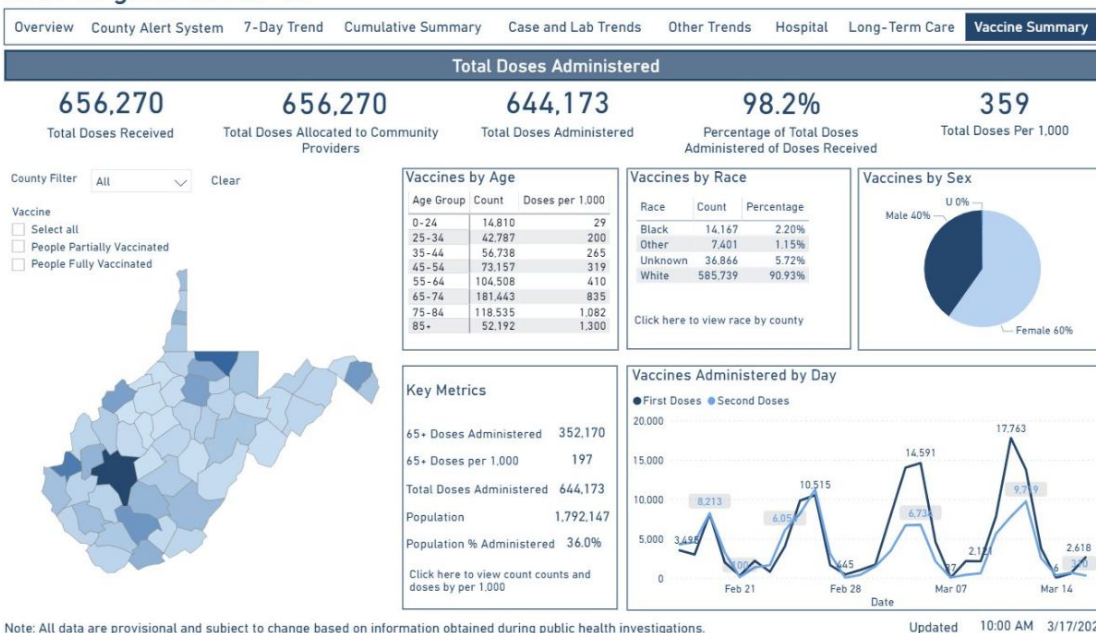 Overview County Alert System 7-Day Trend Cumulative Summary Case and Lab Trends Other Trends Hospital Long-Term Care Vaccine Summary
Total Doses Administered
656,270
Total Doses Received
656,270
Total Doses Allocated to Community
Providers
644,173
Total Doses Administered
98.2%
Percentage of Total Doses
Administered of Doses Received
359
Total Doses Per 1,000
County Filter All Clear
Vaccine
Select all
People Partially Vaccinated
People Fully Vaccinated
Vaccines by Age
Age Group Count Doses per 1,000
0-24 14,810 29
25-34 42,787 200
35-44 56,738 265
45-54 73,157 319
55-64 104,508 410
65-74 181,443 835
75-84 118,535 1,082
85+ 52,192 1,300
Vaccines by Race
Race Count Percentage
Black 14,167 2.20%
Other 7,401 1.15%
Unknown 36,866 5.72%
White 585,739 90.93%
Click here to view race by county
Vaccines by Sex
U 0%
Male 40%
Female 60%
Key Metrics
65+ Doses Administered 352,170
65+ Doses per 1,000 197
Total Doses Administered 644,173
Population 1,792,147
Population % Administered 36.0%
Click here to view count counts and
doses by per 1,000
Vaccines Administered by Day
First Doses Second Doses
20,000
15,000
10,000
5,000
0
17,763
14,591
10,515
8,213
2,618
Feb 21 Feb 28 Mar 07 Mar 14
Date
Note: All data are provisional and subject to change based on information obtained during public health investigations.
Updated 10:00 AM